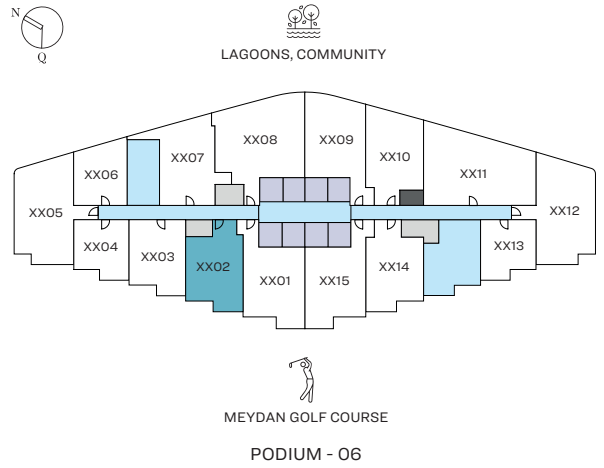 N
Q
LAGOONS, COMMUNITY
XX08
XX09
XX07
XX10
XX06
XX11
XX05
XX12
XX04
XX03
XX02
XX01
XX15
XX14
XX13
MEYDAN GOLF COURSE
PODIUM - 06